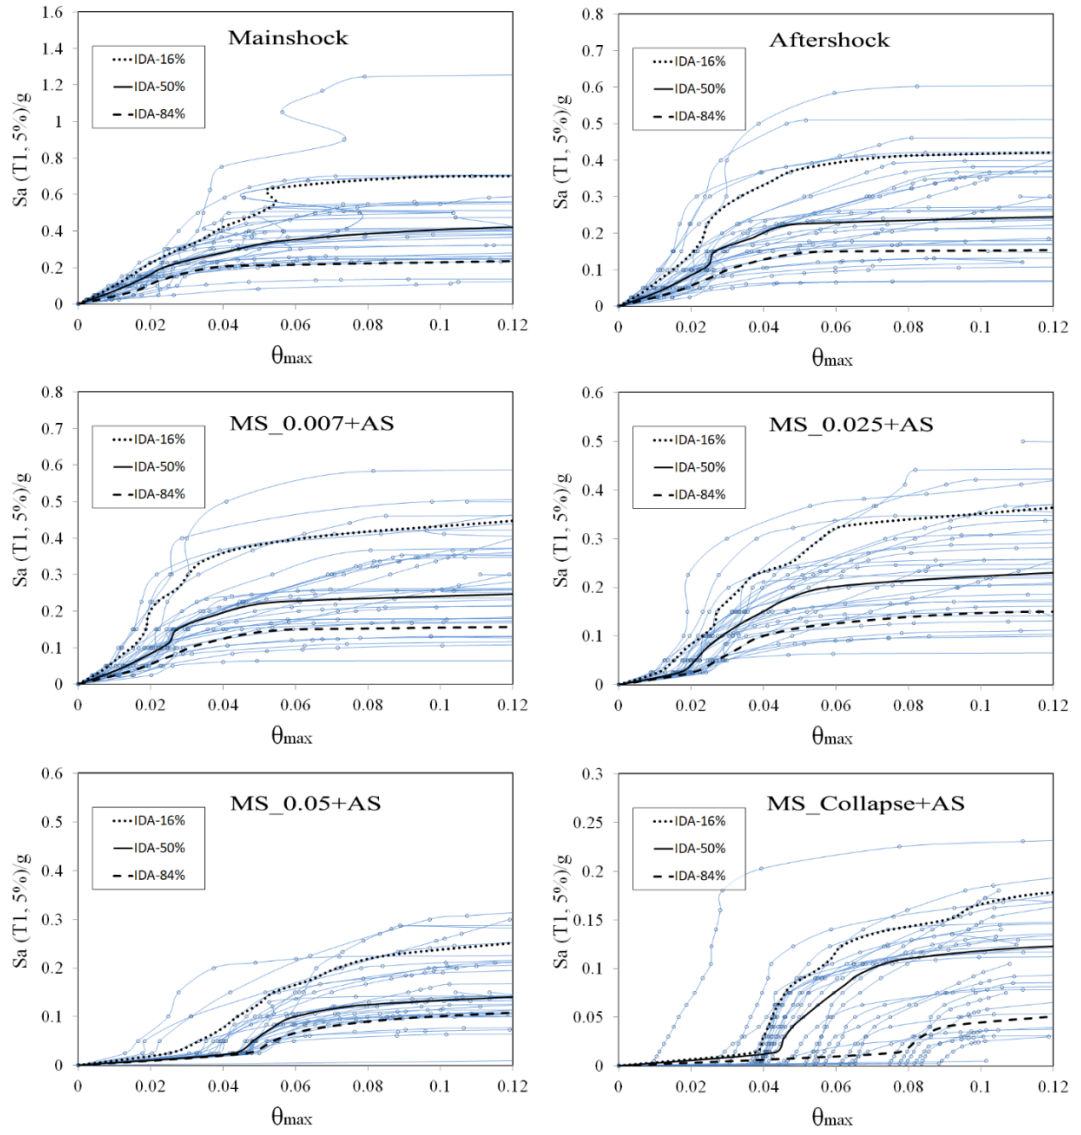 Mainshock
IDA-16%
IDA-50%
IDA-84%
Sa (T1, 5%)/g
1.6
1.4
1.2
1
0.8
0.6
0.4
0.2
0
0 0.02 0.04 0.06 0.08 0.1 0.12
θmax
Aftershock
IDA-16%
IDA-50%
IDA-84%
Sa (T1, 5%)/g
0.8
0.7
0.6
0.5
0.4
0.3
0.2
0.1
0
0 0.02 0.04 0.06 0.08 0.1 0.12
θmax
MS_0.007+AS
IDA-16%
IDA-50%
IDA-84%
Sa (T1, 5%)/g
0.8
0.7
0.6
0.5
0.4
0.3
0.2
0.1
0
0 0.02 0.04 0.06 0.08 0.1 0.12
θmax
MS_0.025+AS
IDA-16%
IDA-50%
IDA-84%
Sa (T1, 5%)/g
0.6
0.5
0.4
0.3
0.2
0.1
0
0 0.02 0.04 0.06 0.08 0.1 0.12
θmax
MS_0.05+AS
IDA-16%
IDA-50%
IDA-84%
Sa (T1, 5%)/g
0.6
0.5
0.4
0.3
0.2
0.1
0
0 0.02 0.04 0.06 0.08 0.1 0.12
θmax
MS_Collapse+AS
IDA-16%
IDA-50%
IDA-84%
Sa (T1, 5%)/g
0.3
0.25
0.2
0.15
0.1
0.05
0
0 0.02 0.04 0.06 0.08 0.1 0.12
θmax